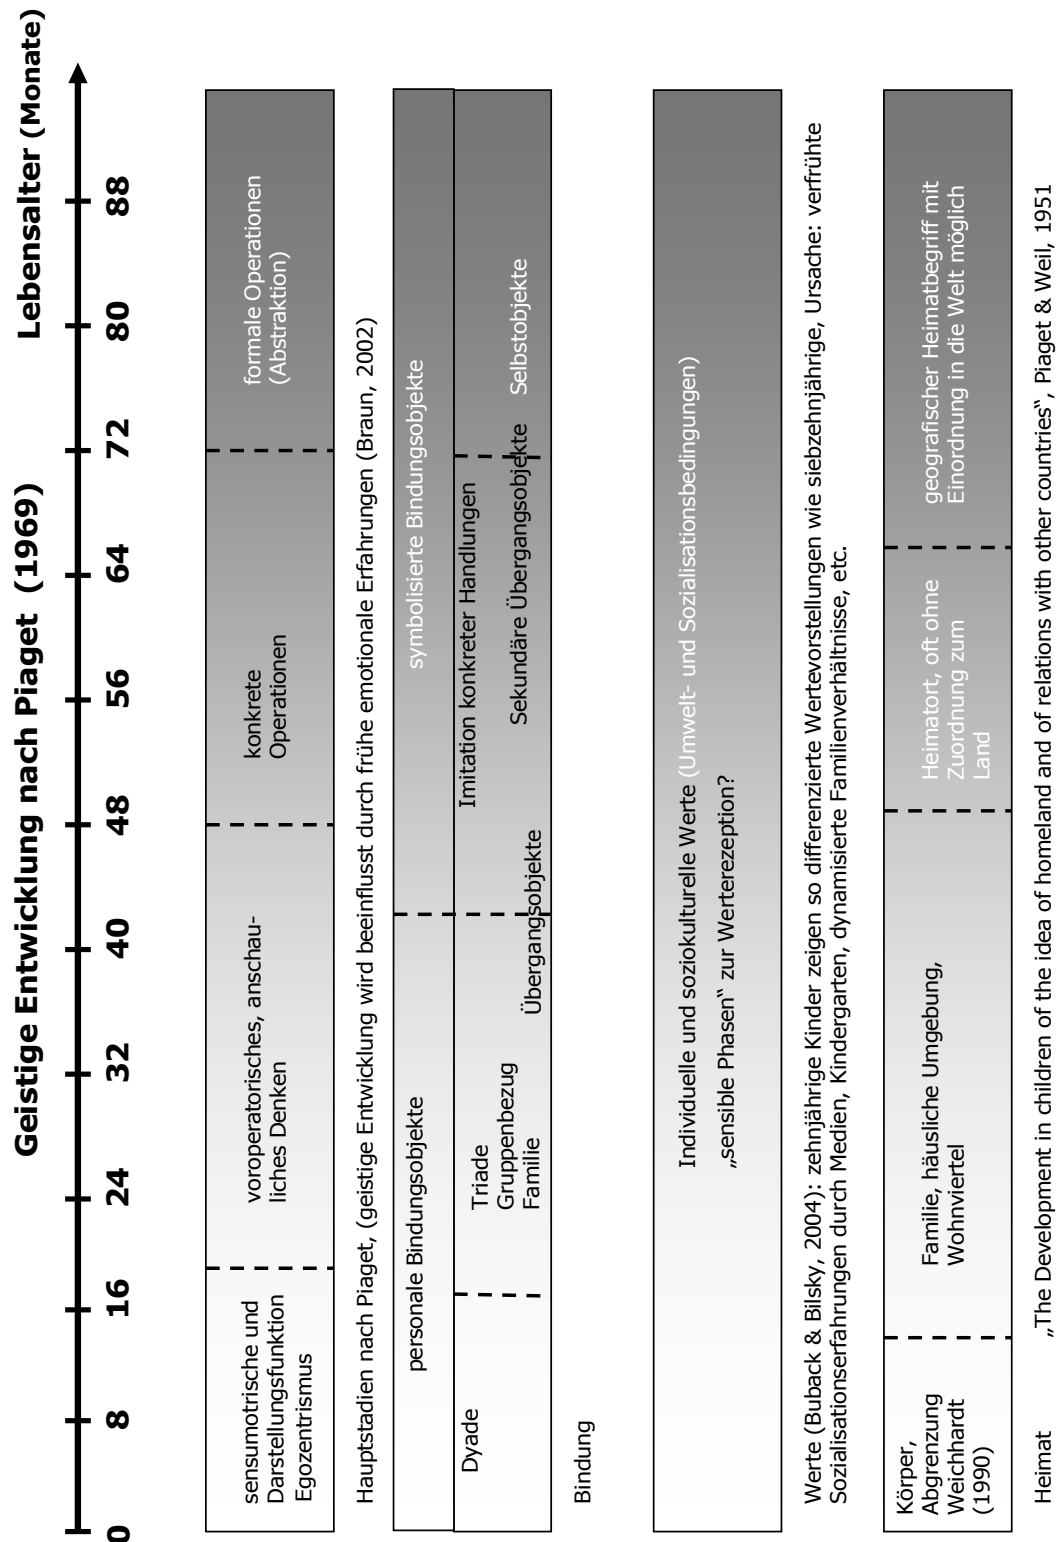 Geistige Entwicklung nach Piaget (1969)
Lebensalter (Monate)
0 8 16 24 32 40 48 56 64 72 80 88
sensumotrische und
Darstellungsfunktion
Egozentrismus
voroperatorisches, anschau-
liches Denken
konkrete
Operationen
formale Operationen
(Abstraktion)
Hauptstadien nach Piaget, (geistige Entwicklung wird beeinflusst durch frühe emotionale Erfahrungen (Braun, 2002)
personale Bindungsobjekte
symbolisierte Bindungsobjekte
Dyade
Triade
Gruppenbezug
Familie
Übergangsobjekte
Imitation konkreter Handlungen
Sekundäre Übergangsobjekte
Selbstobjekte
Bindung
Individuelle und soziokulturelle Werte (Umwelt- und Sozialisationsbedingungen)
„sensible Phasen“ zur Werterezeption?
Werte (Buback & Bilsky, 2004): zehnjährige Kinder zeigen so differenzierte Wertevorstellungen wie siebzehnjährige, Ursache: verfrühte
Sozialisationserfahrungen durch Medien, Kindergarten, dynamisierte Familienverhältnisse, etc.
Körper,
Abgrenzung
Weichhardt
(1990)
Familie, häusliche Umgebung,
Wohnviertel
Heimatort, oft ohne
Zuordnung zum
Land
geografischer Heimatbegriff mit
Einordnung in die Welt möglich
Heimat „The Development in children of the idea of homeland and of relations with other countries“, Piaget & Weil, 1951